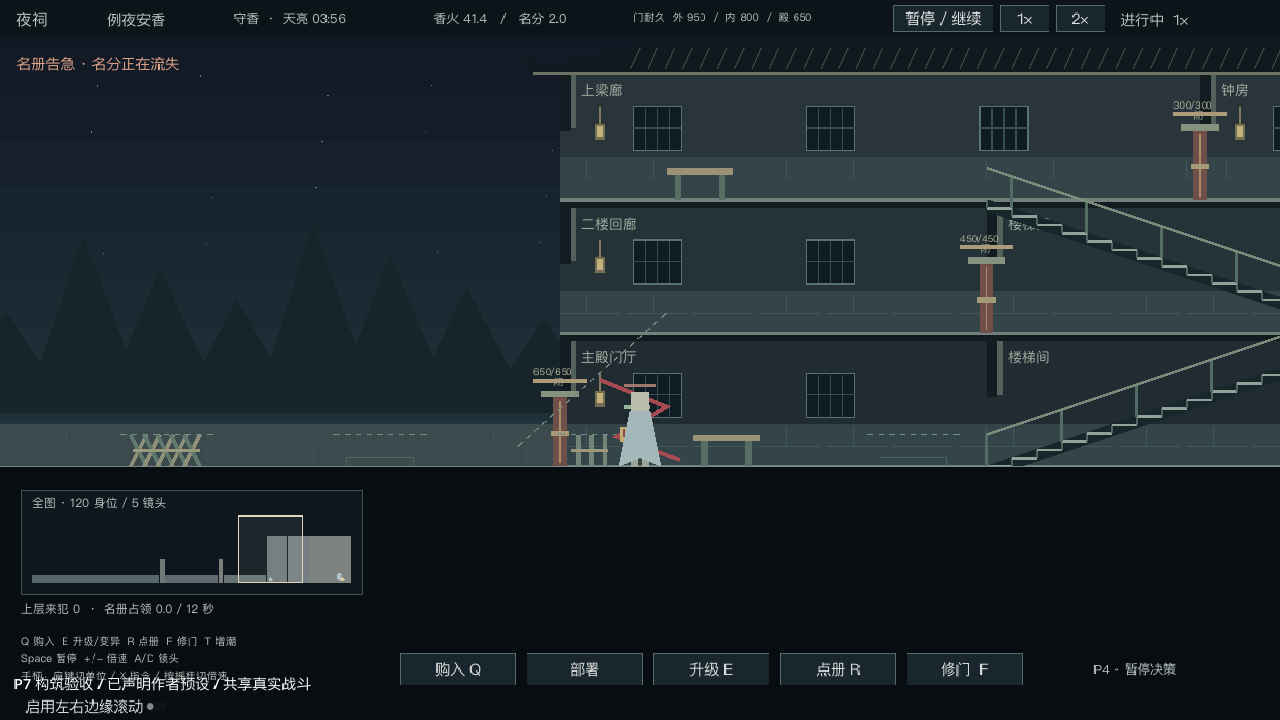 夜祠
例夜安香
守香 · 天亮 03:56
香火 41.4 / 名分 2.0
门耐久 外 950 / 内 800 / 殿 650
暂停 / 继续
1×
2×
进行中 1×
名册告急 · 名分正在流失
上梁廊
钟房
300/300
二楼回廊
450/450
主殿门厅
楼梯间
650/650
全图 · 120 身位 / 5 镜头
上层来犯 0 · 名册占领 0.0 / 12 秒
Q 购入 E 升级/变异 R 点册 F 修门 T 增潮
Space 暂停 +/- 倍速 A/D 镜头
P7 构筑验收 / 已声明作者预设 / 共享真实战斗
启用左右边缘滚动
购入 Q
部署
升级 E
点册 R
修门 F
P4 - 暂停决策